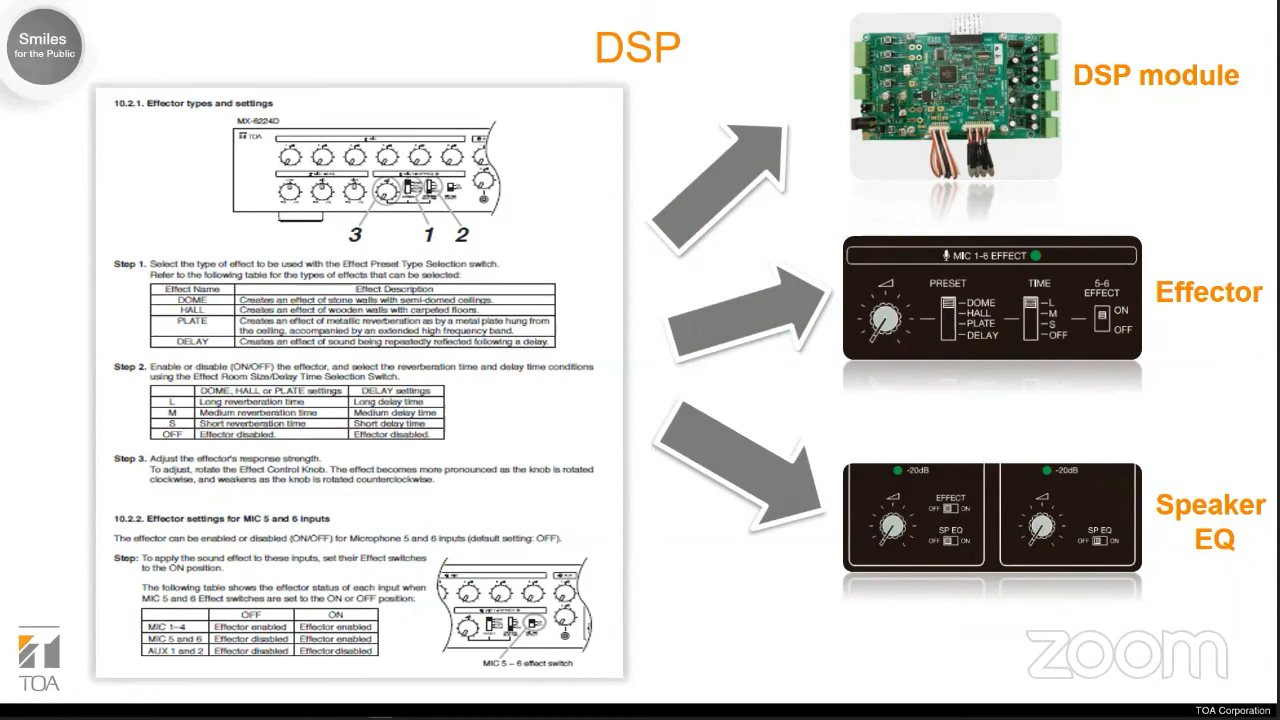 Smiles
for the Public
DSP
DSP module
10.2.1. Effector types and settings
MX-6224D
TOA
3 1 2
Step 1. Select the type of effect to be used with the Effect Preset Type Selection switch.
Refer to the following table for the types of effects that can be selected:
Effect Name Effect Description
DOME Creates an effect of stone walls with semi-domed ceilings.
HALL Creates an effect of wooden walls with carpeted floors.
PLATE Creates an effect of metallic reverberation as by a metal plate hung from
the ceiling, accompanied by an extended high frequency band.
DELAY Creates an effect of sound being repeatedly reflected following a delay.
Step 2. Enable or disable (ON/OFF) the effector, and select the reverberation time and delay time conditions
using the Effect Room Size/Delay Time Selection Switch.
DOME, HALL or PLATE settings DELAY settings
L Long reverberation time Long delay time
M Medium reverberation time Medium delay time
S Short reverberation time Short delay time
OFF Effector disabled. Effector disabled.
Step 3. Adjust the effector's response strength.
To adjust, rotate the Effect Control Knob. The effect becomes more pronounced as the knob is rotated
clockwise, and weakens as the knob is rotated counterclockwise.
10.2.2. Effector settings for MIC 5 and 6 inputs
The effector can be enabled or disabled (ON/OFF) for Microphone 5 and 6 inputs (default setting: OFF).
Step: To apply the sound effect to these inputs, set their Effect switches
to the ON position.
The following table shows the effector status of each input when
MIC 5 and 6 Effect switches are set to the ON or OFF position:
OFF ON
MIC 1–4 Effector enabled Effector enabled
MIC 5 and 6 Effector disabled Effector enabled
AUX 1 and 2 Effector disabled Effector disabled
MIC 5 – 6 effect switch
MIC 1-6 EFFECT
PRESET TIME 5-6
EFFECT
DOME L ON
HALL M
PLATE S OFF
DELAY OFF
Effector
-20dB -20dB
EFFECT
OFF ON
SP EQ SP EQ
OFF ON OFF ON
Speaker
EQ
TOA
zoom
TOA Corporation